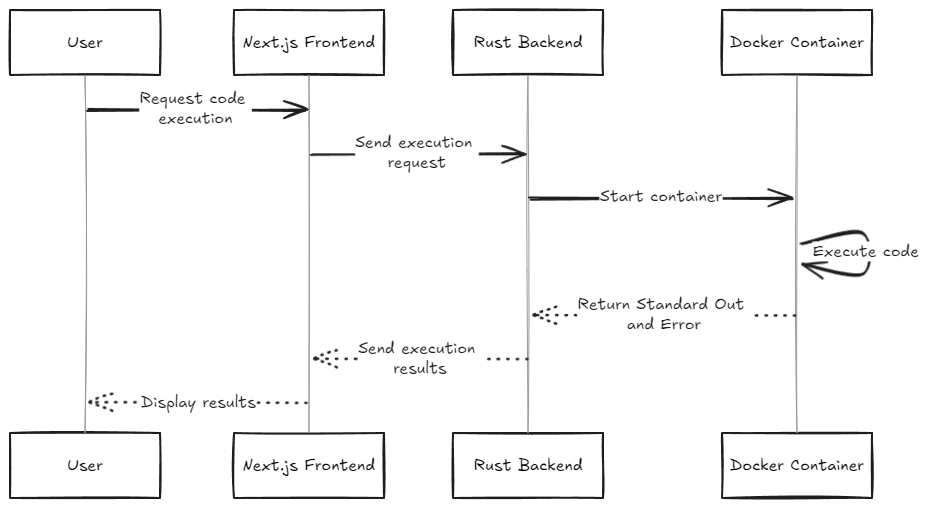 User
Next.js Frontend
Rust Backend
Docker Container
Request code
execution
Send execution
request
Start container
Execute code
Return Standard Out
and Error
Send execution
results
Display results
User
Next.js Frontend
Rust Backend
Docker Container